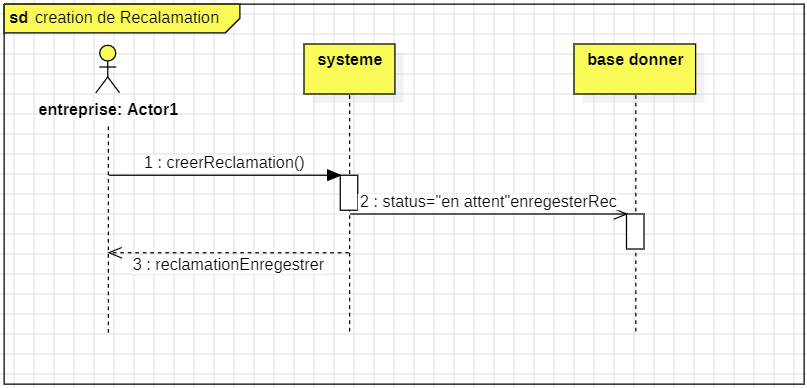 sd creation de Recalamation
entreprise: Actor1
systeme
base donner
1 : creerReclamation()
2 : status="en attent"enregesterRec
3 : reclamationEnregestrer